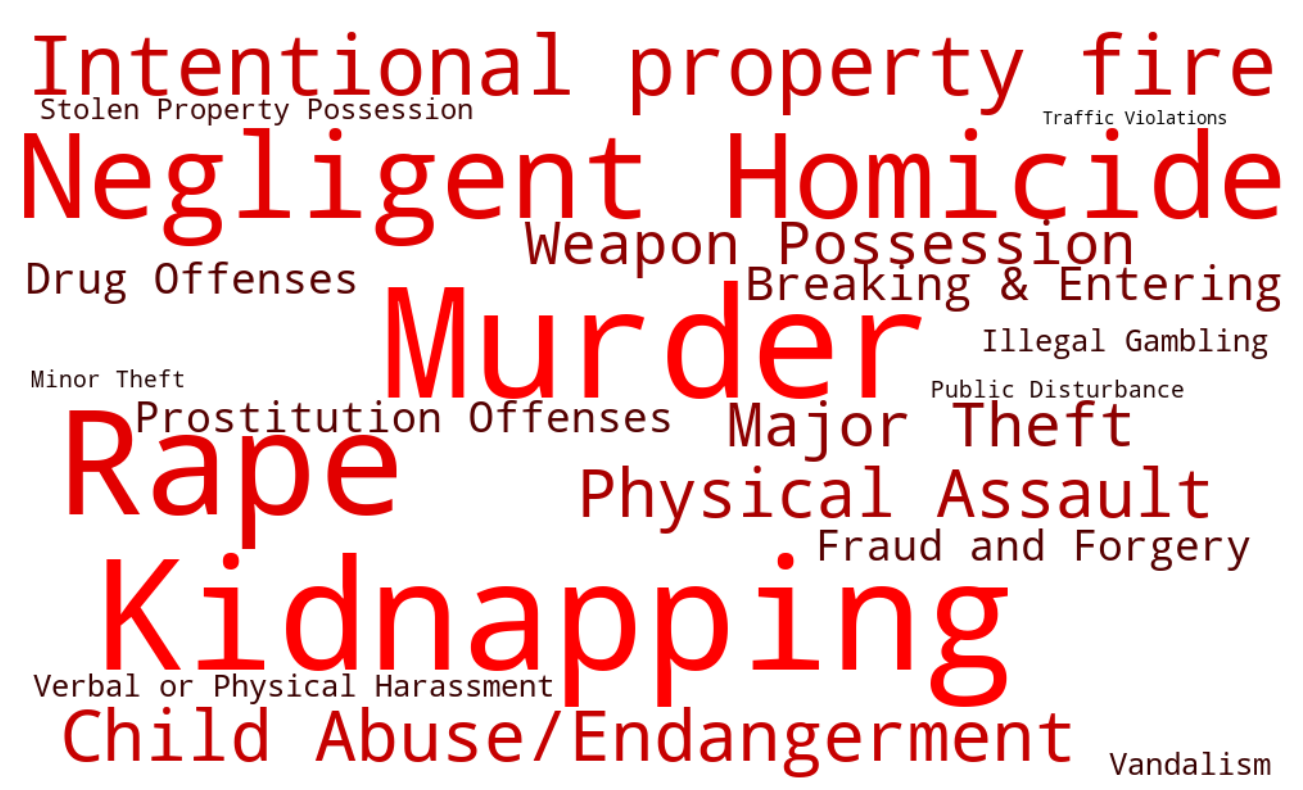 Intentional property fire
Stolen Property Possession
Traffic Violations
Negligent Homicide
Weapon Possession
Drug Offenses
Breaking & Entering
Murder
Illegal Gambling
Minor Theft
Public Disturbance
Prostitution Offenses
Major Theft
Rape
Physical Assault
Fraud and Forgery
Kidnapping
Verbal or Physical Harassment
Child Abuse/Endangerment
Vandalism